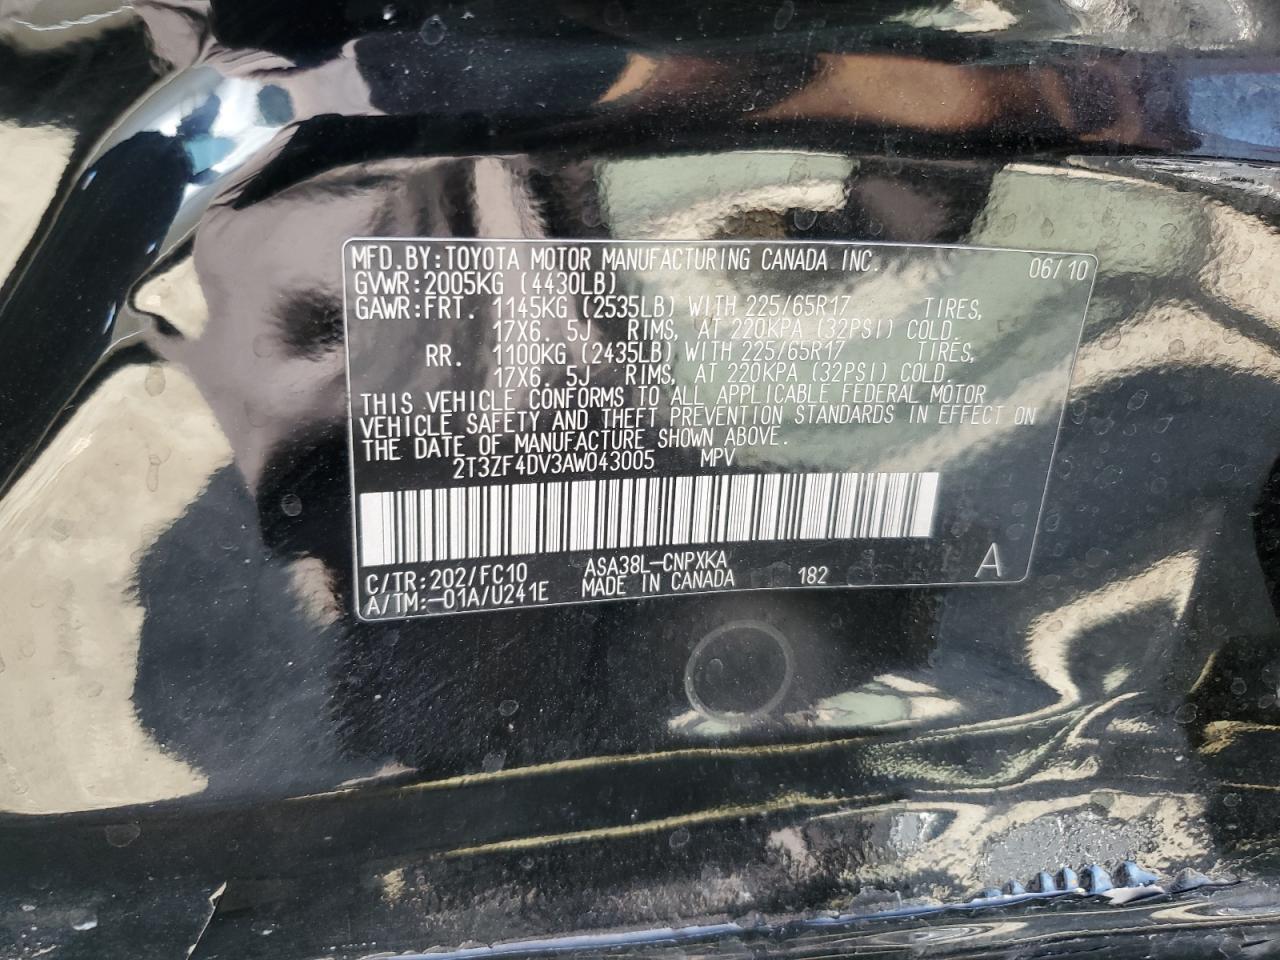 MFD.BY:TOYOTA MOTOR MANUFACTURING CANADA INC. 06/10
GVWR:2005KG (4430LB)
GAWR:FRT. 1145KG (2535LB) WITH 225/65R17 TIRES,
17X6.5J RIMS, AT 220KPA (32PSI) COLD.
RR. 1100KG (2435LB) WITH 225/65R17 TIRES,
17X6.5J RIMS, AT 220KPA (32PSI) COLD.
THIS VEHICLE CONFORMS TO ALL APPLICABLE FEDERAL MOTOR
VEHICLE SAFETY AND THEFT PREVENTION STANDARDS IN EFFECT ON
THE DATE OF MANUFACTURE SHOWN ABOVE.
2T3ZF4DV3AW043005 MPV
C/TR:202/FC10 ASA38L-CNPXKA
A/TM:-01A/U241E MADE IN CANADA 182 A